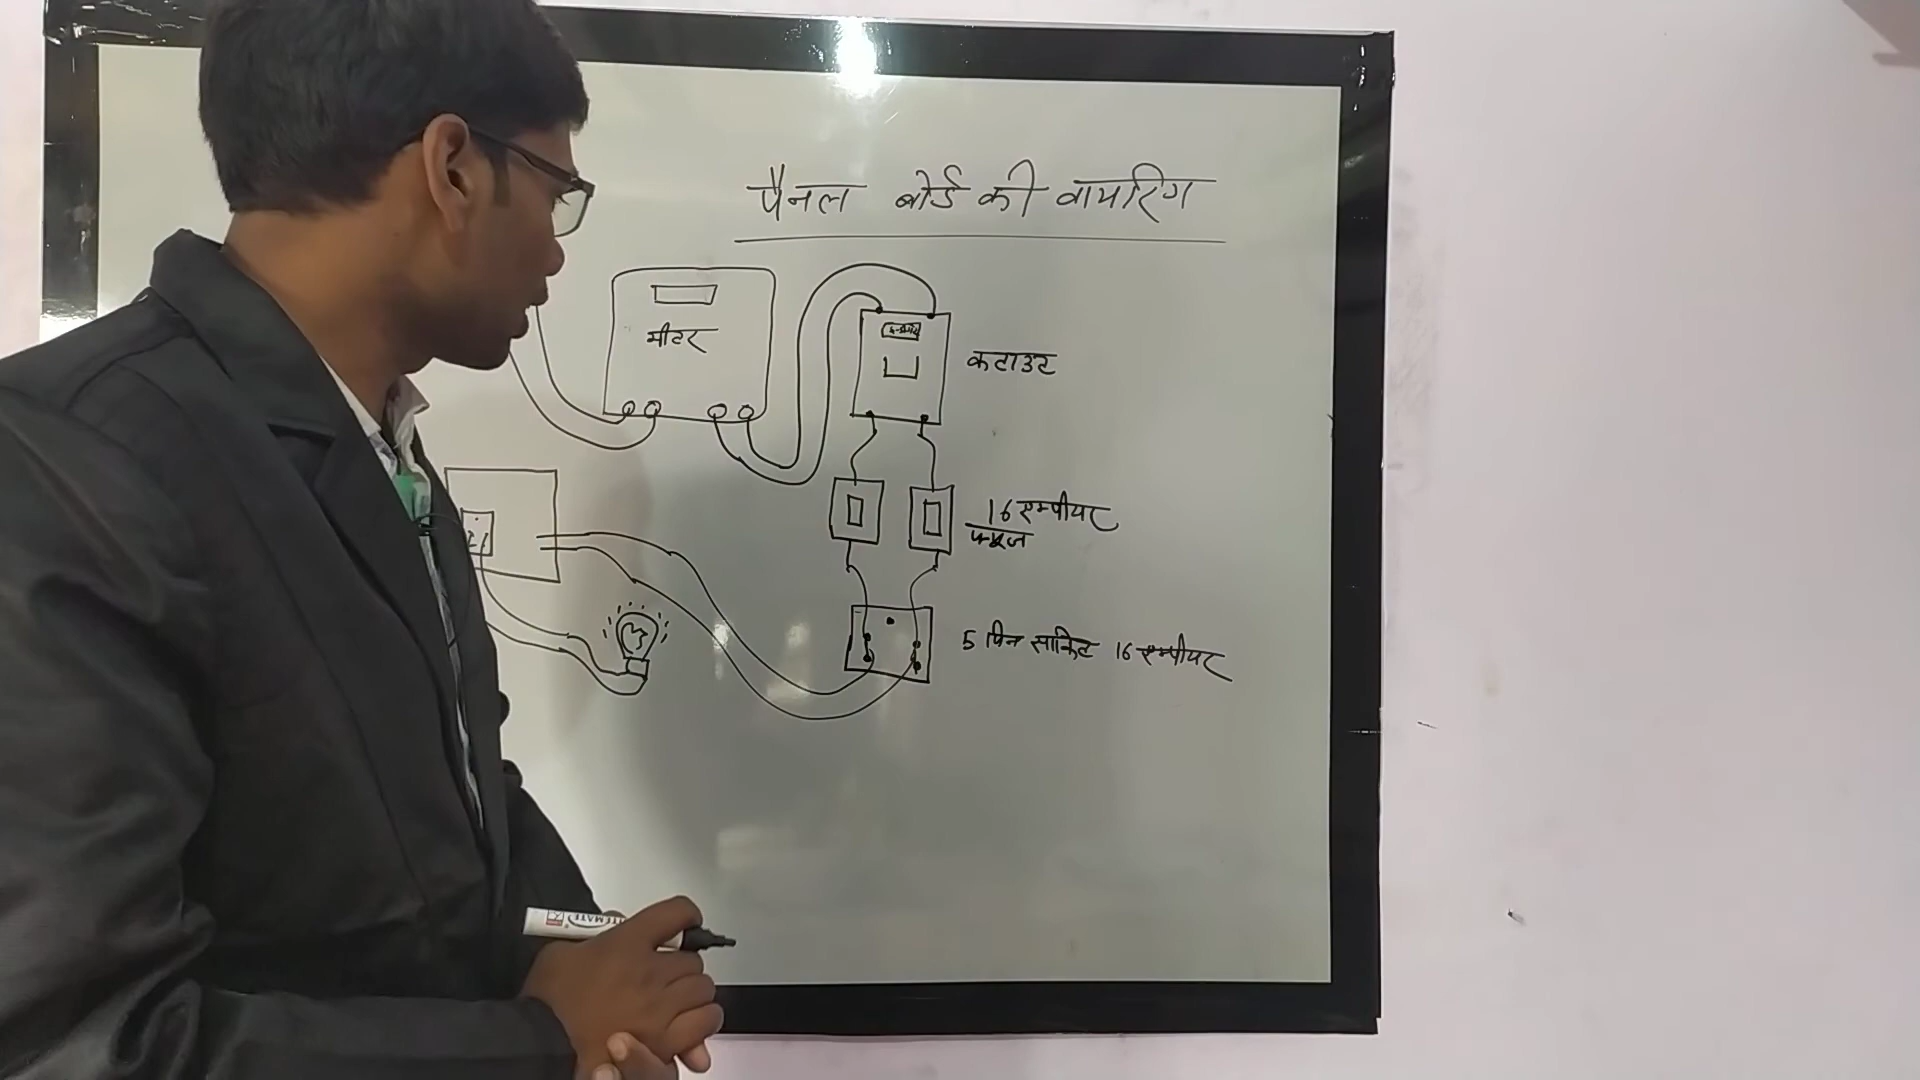 पैनल बोर्ड की वायरिंग
मीटर
कटाउट
16 एम्पीयर
फ्यूज
5 पिन साकिट 16 एम्पीयर